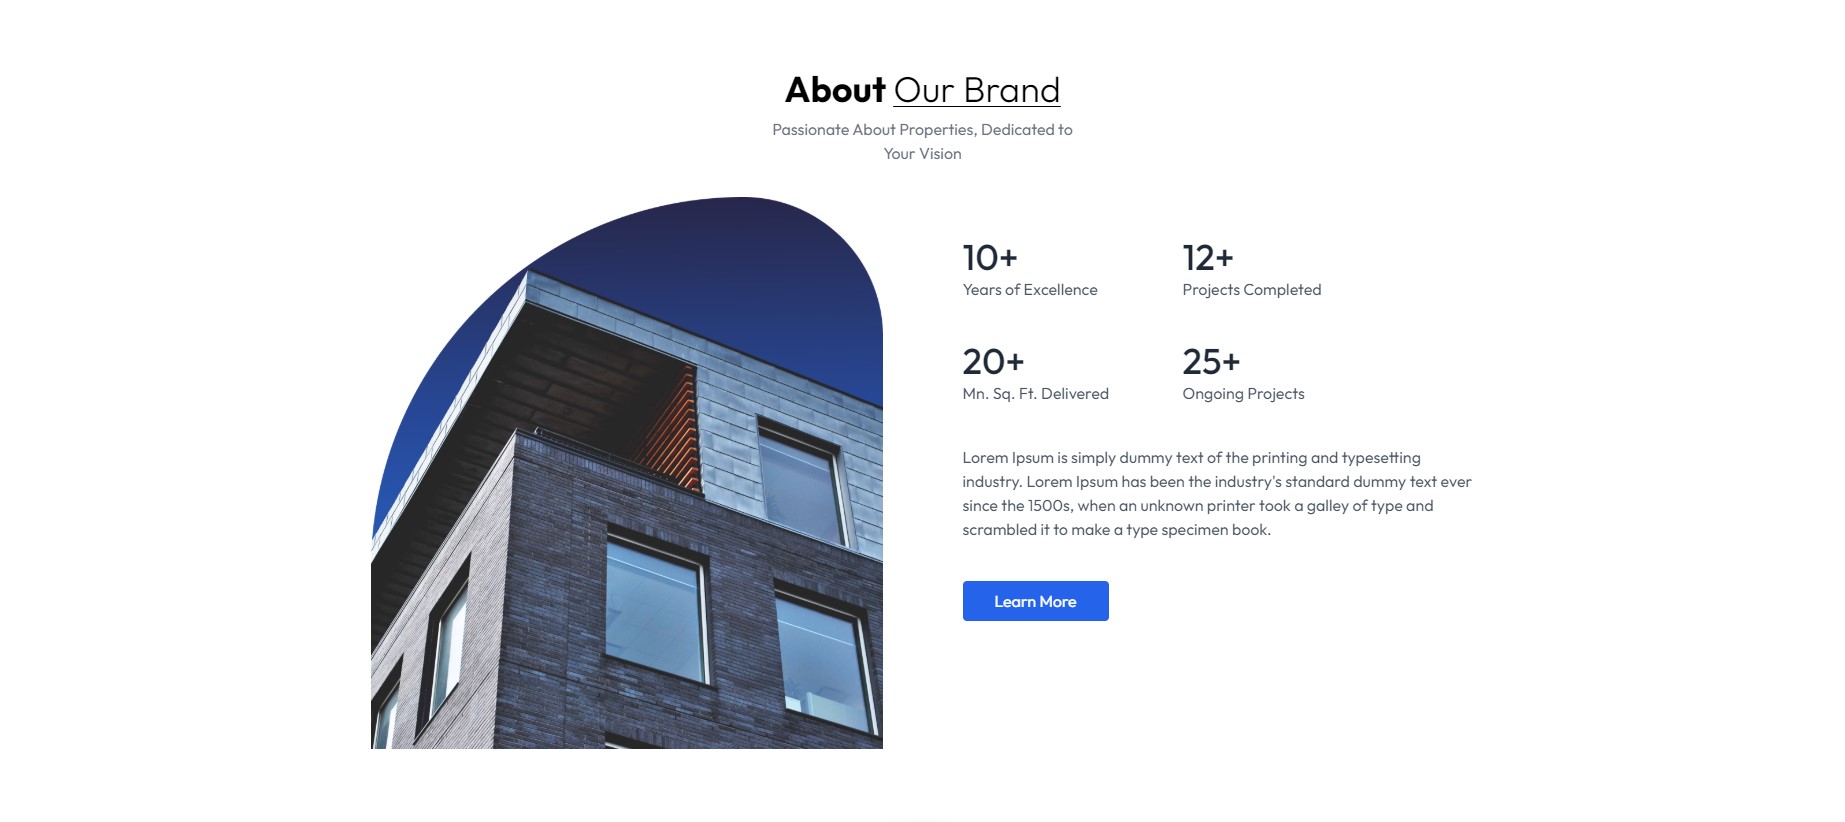 About Our Brand
Passionate About Properties, Dedicated to
Your Vision
10+
Years of Excellence
12+
Projects Completed
20+
Mn. Sq. Ft. Delivered
25+
Ongoing Projects
Lorem Ipsum is simply dummy text of the printing and typesetting
industry. Lorem Ipsum has been the industry's standard dummy text ever
since the 1500s, when an unknown printer took a galley of type and
scrambled it to make a type specimen book.
Learn More